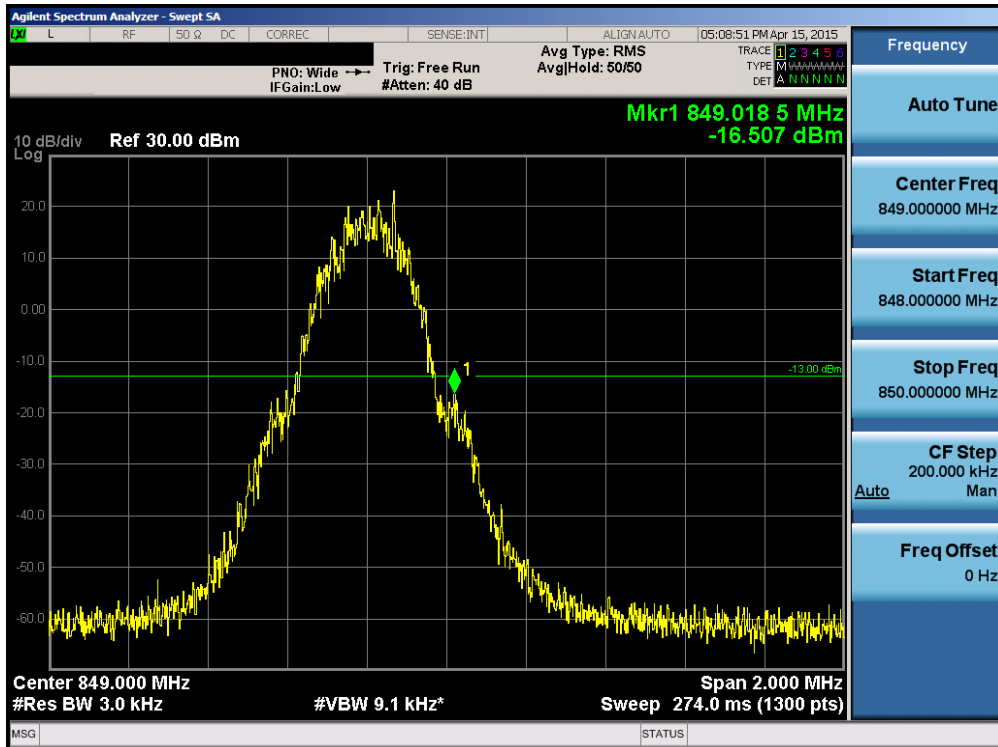 Agilent Spectrum Analyzer - Swept SA
LXI L RF 50 Ω DC CORREC SENSE:INT ALIGNAUTO 05:08:51 PM Apr 15, 2015
PNO: Wide
IFGain:Low
Trig: Free Run
#Atten: 40 dB
Avg Type: RMS
Avg|Hold: 50/50
TRACE 1 2 3 4 5 6
TYPE M
DET A N N N N N
Mkr1 849.018 5 MHz
-16.507 dBm
10 dB/div Ref 30.00 dBm
Log
20.0
10.0
0.00
-10.0
-20.0
-30.0
-40.0
-50.0
-60.0
1
-13.00 dBm
Center 849.000 MHz Span 2.000 MHz
#Res BW 3.0 kHz #VBW 9.1 kHz* Sweep 274.0 ms (1300 pts)
MSG STATUS
Frequency
Auto Tune
Center Freq
849.000000 MHz
Start Freq
848.000000 MHz
Stop Freq
850.000000 MHz
CF Step
200.000 kHz
Auto Man
Freq Offset
0 Hz